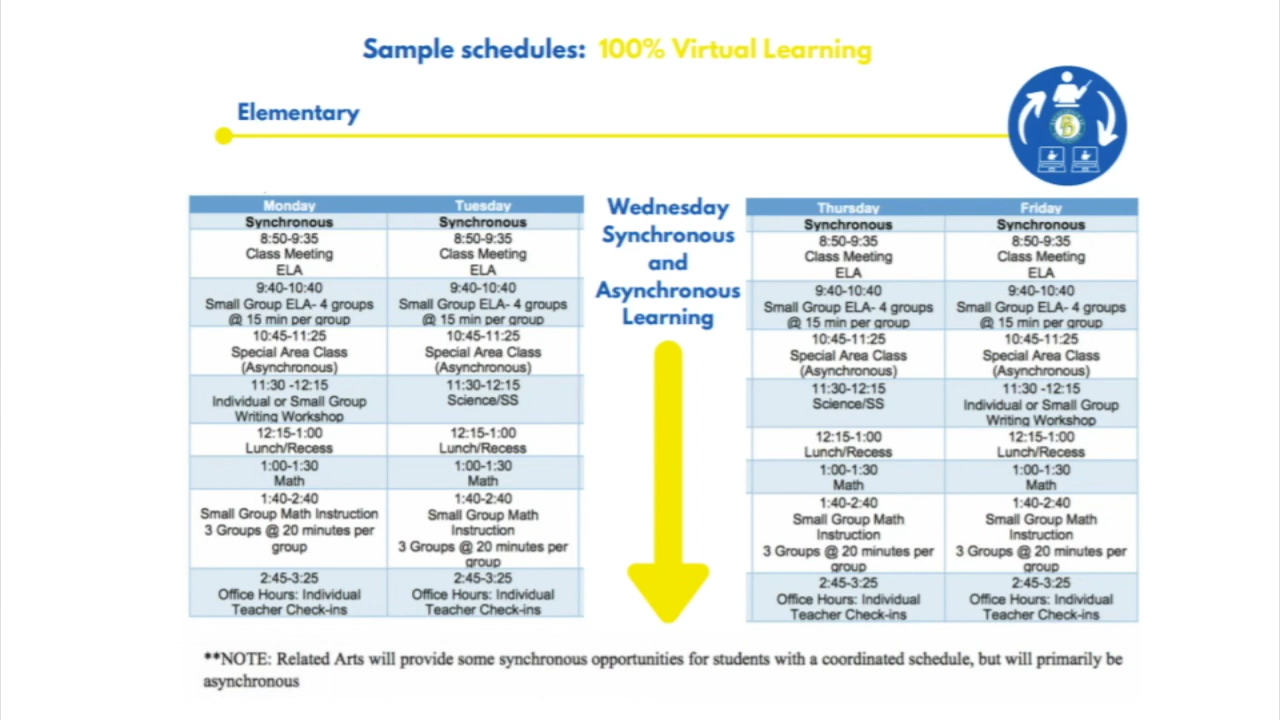 Sample schedules: 100% Virtual Learning
Elementary
Monday
Synchronous
8:50-9:35
Class Meeting
ELA
9:40-10:40
Small Group ELA- 4 groups
@ 15 min per group
10:45-11:25
Special Area Class
(Asynchronous)
11:30 -12:15
Individual or Small Group
Writing Workshop
12:15-1:00
Lunch/Recess
1:00-1:30
Math
1:40-2:40
Small Group Math Instruction
3 Groups @ 20 minutes per
group
2:45-3:25
Office Hours: Individual
Teacher Check-ins
Tuesday
Synchronous
8:50-9:35
Class Meeting
ELA
9:40-10:40
Small Group ELA- 4 groups
@ 15 min per group
10:45-11:25
Special Area Class
(Asynchronous)
11:30-12:15
Science/SS
12:15-1:00
Lunch/Recess
1:00-1:30
Math
1:40-2:40
Small Group Math
Instruction
3 Groups @ 20 minutes per
group
2:45-3:25
Office Hours: Individual
Teacher Check-ins
Wednesday
Synchronous
and
Asynchronous
Learning
Thursday
Synchronous
8:50-9:35
Class Meeting
ELA
9:40-10:40
Small Group ELA- 4 groups
@ 15 min per group
10:45-11:25
Special Area Class
(Asynchronous)
11:30-12:15
Science/SS
12:15-1:00
Lunch/Recess
1:00-1:30
Math
1:40-2:40
Small Group Math
Instruction
3 Groups @ 20 minutes per
group
2:45-3:25
Office Hours: Individual
Teacher Check-ins
Friday
Synchronous
8:50-9:35
Class Meeting
ELA
9:40-10:40
Small Group ELA- 4 groups
@ 15 min per group
10:45-11:25
Special Area Class
(Asynchronous)
11:30 -12:15
Individual or Small Group
Writing Workshop
12:15-1:00
Lunch/Recess
1:00-1:30
Math
1:40-2:40
Small Group Math
Instruction
3 Groups @ 20 minutes per
group
2:45-3:25
Office Hours: Individual
Teacher Check-ins
**NOTE: Related Arts will provide some synchronous opportunities for students with a coordinated schedule, but will primarily be
asynchronous